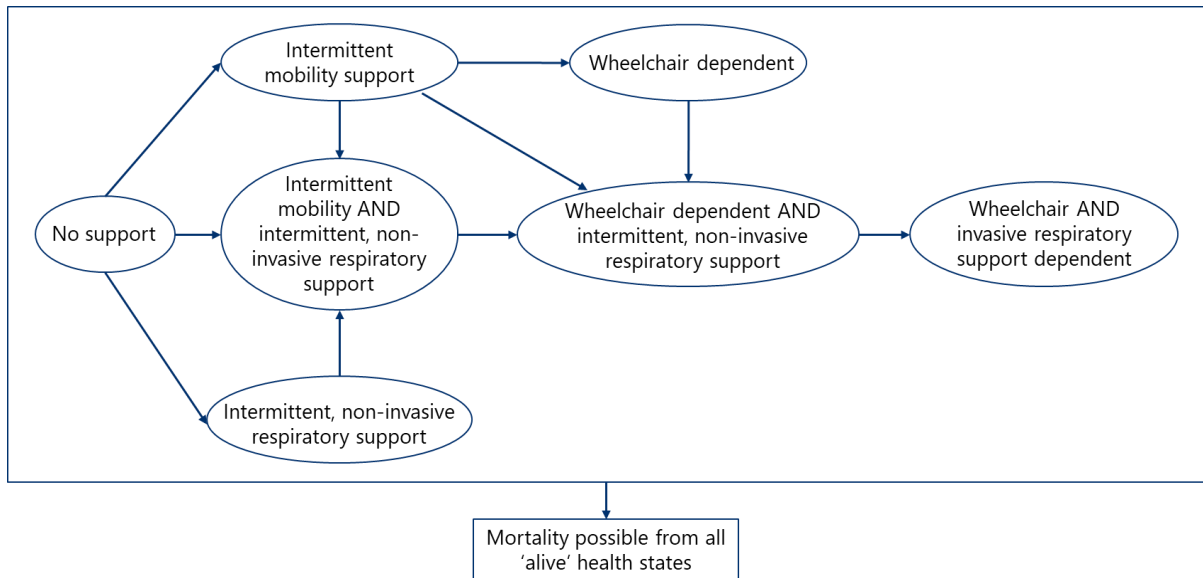 Intermittent
mobility support
Wheelchair dependent
No support
Intermittent
mobility AND
intermittent, non-
invasive respiratory
support
Wheelchair dependent AND
intermittent, non-invasive
respiratory support
Wheelchair AND
invasive respiratory
support dependent
Intermittent, non-invasive
respiratory support
Mortality possible from all
‘alive’ health states